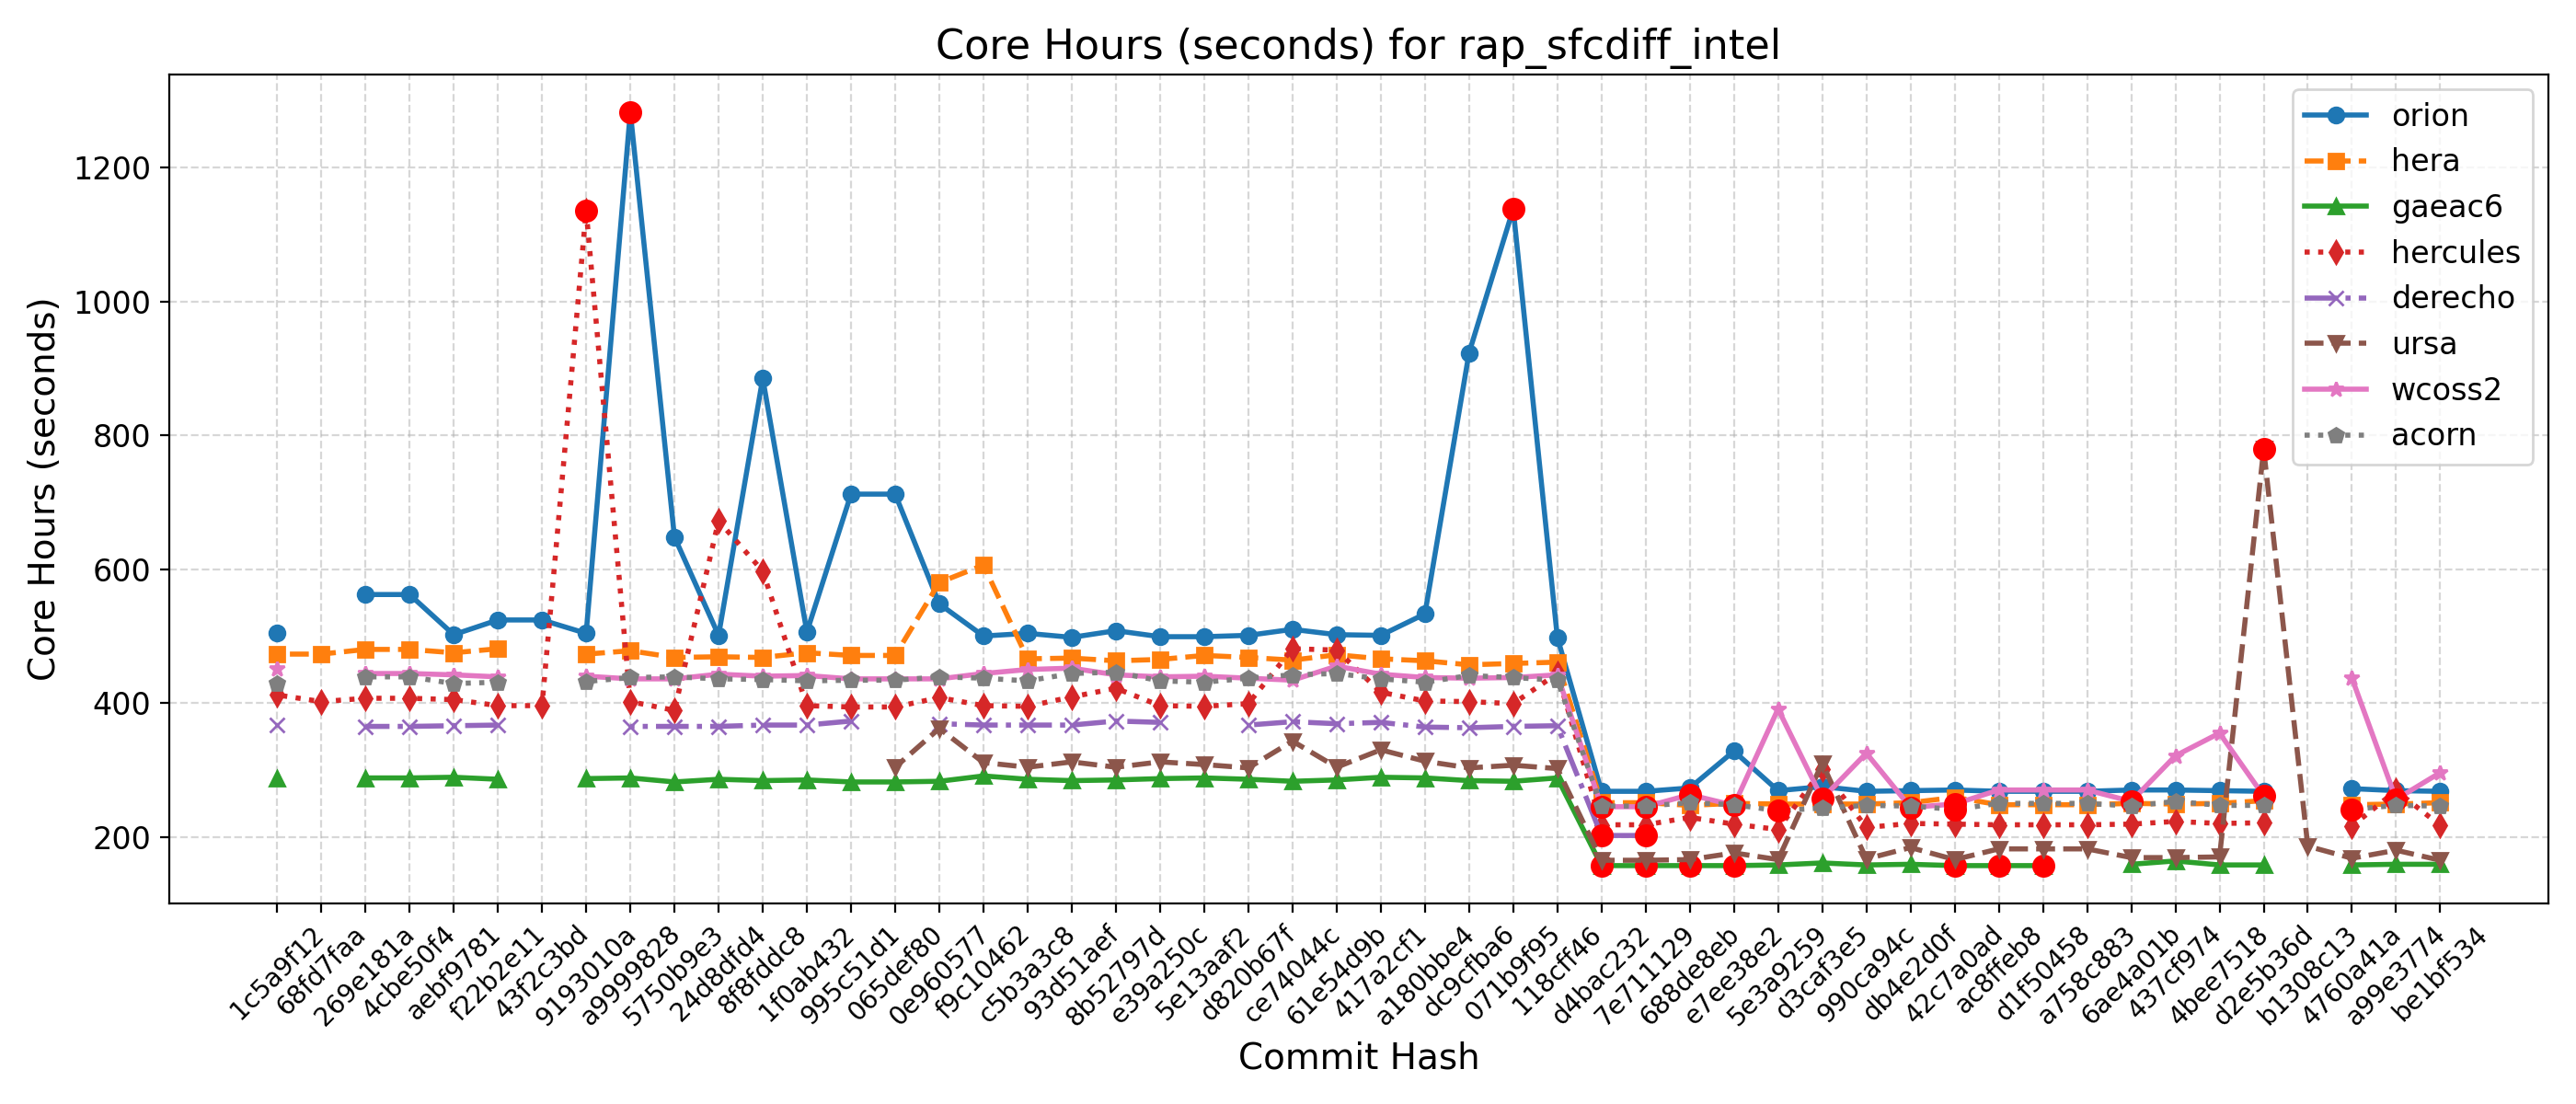 Core Hours (seconds) for rap_sfcdiff_intel
Core Hours (seconds)
1200
1000
800
600
400
200
orion
hera
gaeac6
hercules
derecho
ursa
wcoss2
acorn
1c5a9f12
68fd7faa
269e181a
4cbe50f4
aebf9781
f22b2e11
43f2c3bd
9193010a
a9999828
5750b9e3
24d8dfd4
8f8fddc8
1f0ab432
995c51d1
065def80
0e960577
f9c10462
c5b3a3c8
93d51aef
8b52797d
e39a250c
5e13aaf2
d820b67f
ce74044c
61e54d9b
417a2cf1
a180bbe4
dc9cfba6
071b9f95
118cff46
d4bac232
7e711129
688de8eb
e7ee38e2
5e3a9259
d3caf3e5
990ca94c
db4e2d0f
42c7a0ad
ac8ffeb8
d1f50458
a758c883
6ae4a01b
437cf974
4bee7518
d2e5b36d
b1308c13
4760a41a
a99e3774
be1bf534
Commit Hash